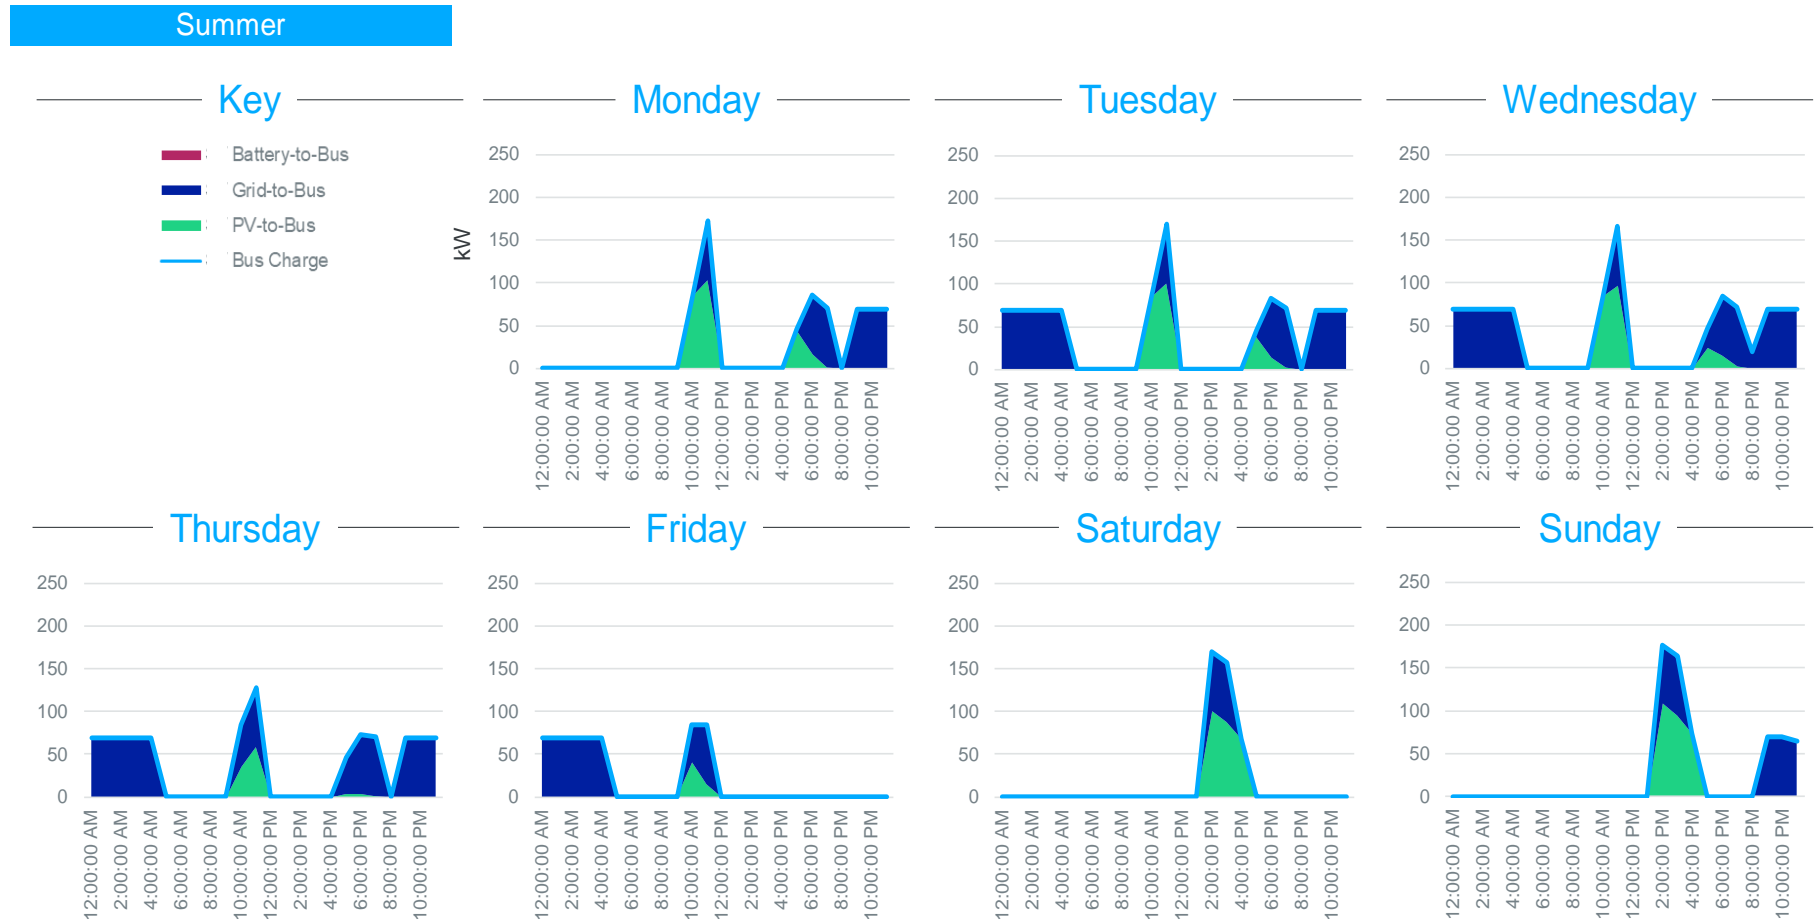 Summer
Key
Battery-to-Bus
Grid-to-Bus
PV-to-Bus
Bus Charge
Monday
kW
250
200
150
100
50
0
12:00:00 AM
2:00:00 AM
4:00:00 AM
6:00:00 AM
8:00:00 AM
10:00:00 AM
12:00:00 PM
2:00:00 PM
4:00:00 PM
6:00:00 PM
8:00:00 PM
10:00:00 PM
Tuesday
250
200
150
100
50
0
12:00:00 AM
2:00:00 AM
4:00:00 AM
6:00:00 AM
8:00:00 AM
10:00:00 AM
12:00:00 PM
2:00:00 PM
4:00:00 PM
6:00:00 PM
8:00:00 PM
10:00:00 PM
Wednesday
250
200
150
100
50
0
12:00:00 AM
2:00:00 AM
4:00:00 AM
6:00:00 AM
8:00:00 AM
10:00:00 AM
12:00:00 PM
2:00:00 PM
4:00:00 PM
6:00:00 PM
8:00:00 PM
10:00:00 PM
Thursday
250
200
150
100
50
0
12:00:00 AM
2:00:00 AM
4:00:00 AM
6:00:00 AM
8:00:00 AM
10:00:00 AM
12:00:00 PM
2:00:00 PM
4:00:00 PM
6:00:00 PM
8:00:00 PM
10:00:00 PM
Friday
250
200
150
100
50
0
12:00:00 AM
2:00:00 AM
4:00:00 AM
6:00:00 AM
8:00:00 AM
10:00:00 AM
12:00:00 PM
2:00:00 PM
4:00:00 PM
6:00:00 PM
8:00:00 PM
10:00:00 PM
Saturday
250
200
150
100
50
0
12:00:00 AM
2:00:00 AM
4:00:00 AM
6:00:00 AM
8:00:00 AM
10:00:00 AM
12:00:00 PM
2:00:00 PM
4:00:00 PM
6:00:00 PM
8:00:00 PM
10:00:00 PM
Sunday
250
200
150
100
50
0
12:00:00 AM
2:00:00 AM
4:00:00 AM
6:00:00 AM
8:00:00 AM
10:00:00 AM
12:00:00 PM
2:00:00 PM
4:00:00 PM
6:00:00 PM
8:00:00 PM
10:00:00 PM